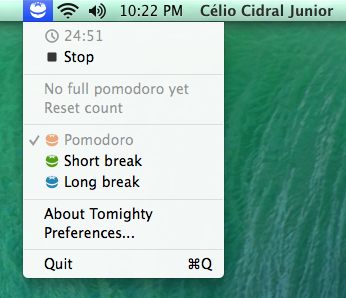 10:22 PM Célio Cidral Junior
24:51
Stop
No full pomodoro yet
Reset count
✓ Pomodoro
Short break
Long break
About Tomighty
Preferences...
Quit ⌘Q